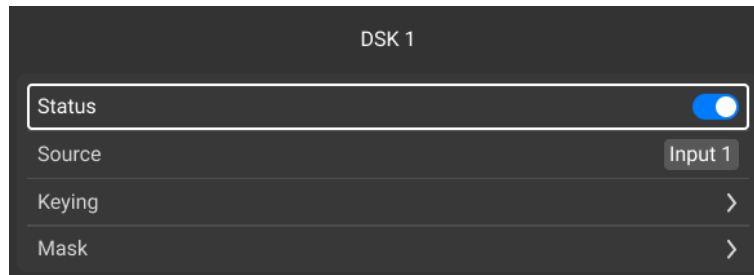 DSK 1
Status
Source Input 1
Keying
Mask